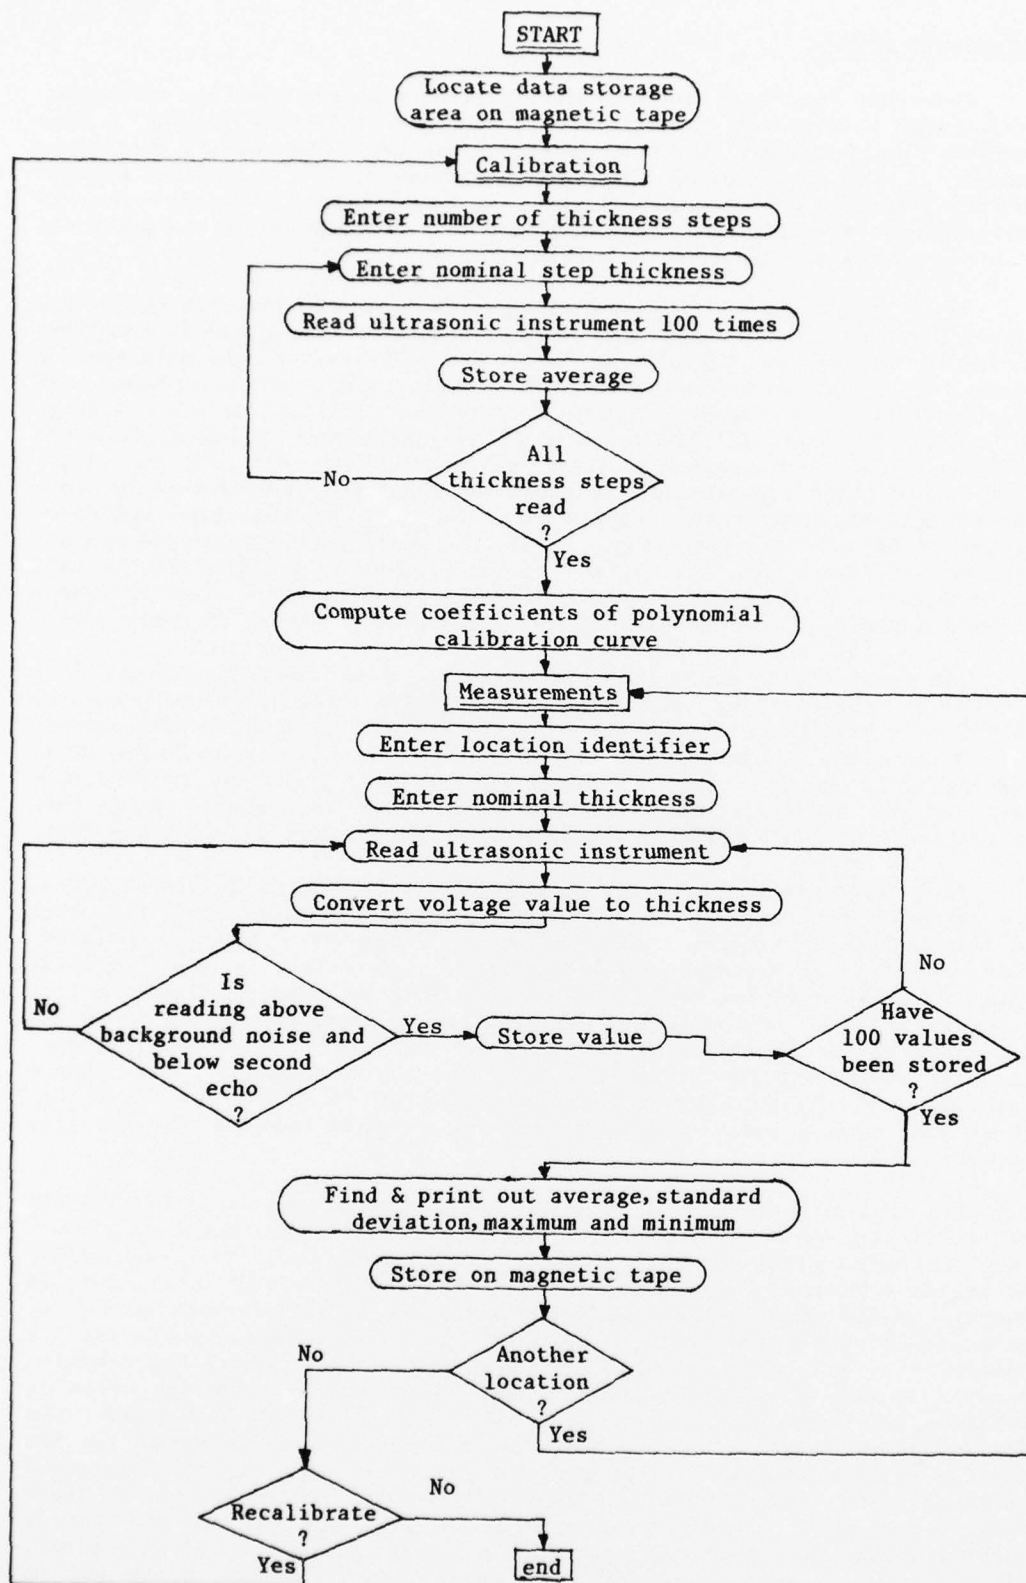 START
Locate data storage
area on magnetic tape
Calibration
Enter number of thickness steps
Enter nominal step thickness
Read ultrasonic instrument 100 times
Store average
All
thickness steps
read
?
No
Yes
Compute coefficients of polynomial
calibration curve
Measurements
Enter location identifier
Enter nominal thickness
Read ultrasonic instrument
Convert voltage value to thickness
Is
reading above
background noise and
below second
echo
?
No
Yes
Store value
Have
100 values
been stored
?
No
Yes
Find & print out average, standard
deviation, maximum and minimum
Store on magnetic tape
Another
location
?
No
Yes
Recalibrate
?
No
Yes
end